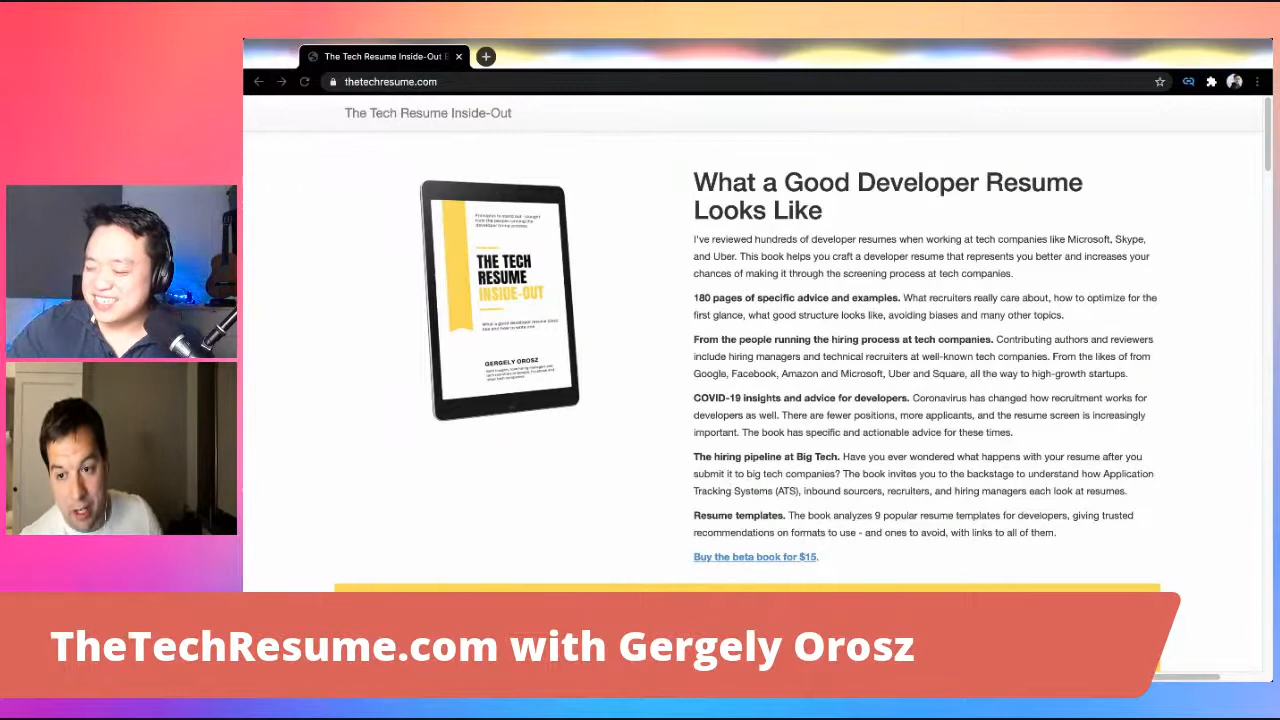 The Tech Resume Inside-Out
thetechresume.com
The Tech Resume Inside-Out
THE TECH
RESUME
INSIDE-OUT
GERGELY OROSZ
What a Good Developer Resume
Looks Like
I've reviewed hundreds of developer resumes when working at tech companies like Microsoft, Skype,
and Uber. This book helps you craft a developer resume that represents you better and increases your
chances of making it through the screening process at tech companies.
180 pages of specific advice and examples. What recruiters really care about, how to optimize for the
first glance, what good structure looks like, avoiding biases and many other topics.
From the people running the hiring process at tech companies. Contributing authors and reviewers
include hiring managers and technical recruiters at well-known tech companies. From the likes of from
Google, Facebook, Amazon and Microsoft, Uber and Square, all the way to high-growth startups.
COVID-19 insights and advice for developers. Coronavirus has changed how recruitment works for
developers as well. There are fewer positions, more applicants, and the resume screen is increasingly
important. The book has specific and actionable advice for these times.
The hiring pipeline at Big Tech. Have you ever wondered what happens with your resume after you
submit it to big tech companies? The book invites you to the backstage to understand how Application
Tracking Systems (ATS), inbound sourcers, recruiters, and hiring managers each look at resumes.
Resume templates. The book analyzes 9 popular resume templates for developers, giving trusted
recommendations on formats to use - and ones to avoid, with links to all of them.
Buy the beta book for $15.
TheTechResume.com with Gergely Orosz